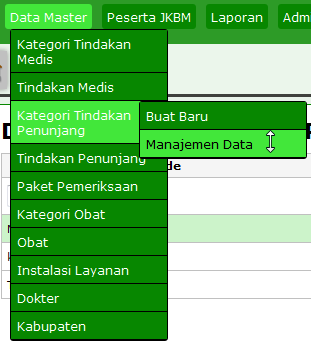 Data Master Peserta JKBM Laporan Adm
Kategori Tindakan
Medis
Tindakan Medis
Kategori Tindakan
Penunjang
Buat Baru
Manajemen Data
Tindakan Penunjang
de
Paket Pemeriksaan
Kategori Obat
Obat
Instalasi Layanan
Dokter
Kabupaten